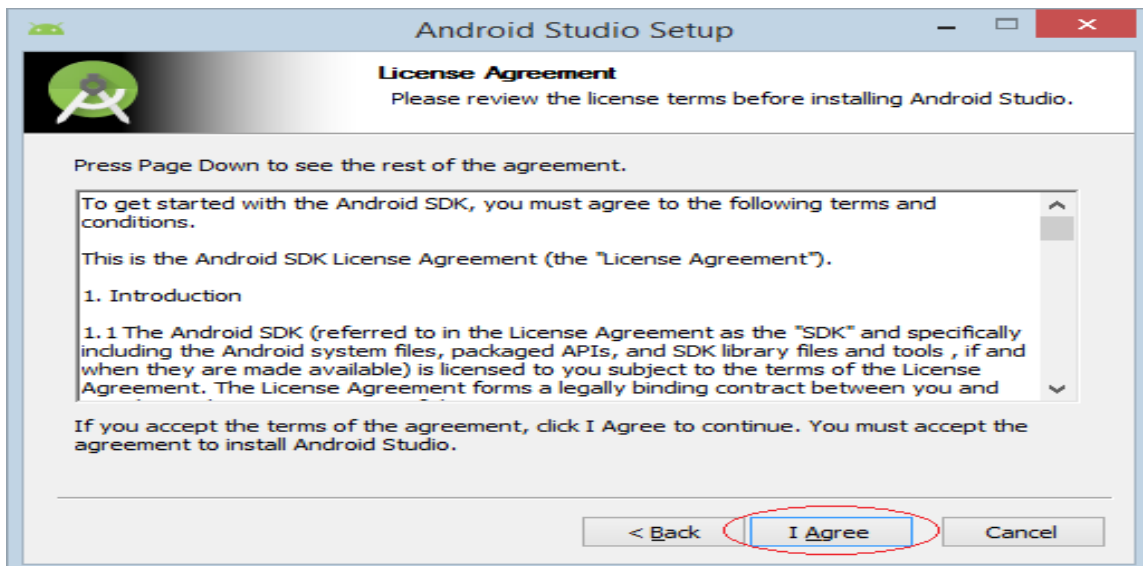 Android Studio Setup
License Agreement
Please review the license terms before installing Android Studio.
Press Page Down to see the rest of the agreement.
To get started with the Android SDK, you must agree to the following terms and
conditions.
This is the Android SDK License Agreement (the "License Agreement").
1. Introduction
1.1 The Android SDK (referred to in the License Agreement as the "SDK" and specifically
including the Android system files, packaged APIs, and SDK library files and tools , if and
when they are made available) is licensed to you subject to the terms of the License
Agreement. The License Agreement forms a legally binding contract between you and
If you accept the terms of the agreement, click I Agree to continue. You must accept the
agreement to install Android Studio.
< Back
I Agree
Cancel